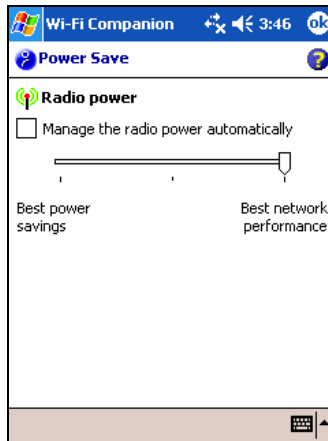 Wi-Fi Companion 3:46 ok
Power Save ?
Radio power
Manage the radio power automatically
Best power Best network
savings performance